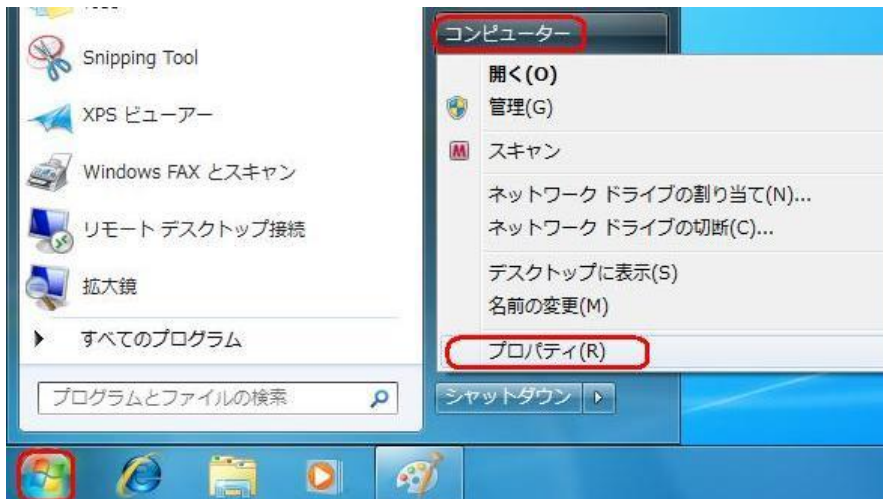 Snipping Tool
XPS ビューアー
Windows FAX とスキャン
リモート デスクトップ接続
拡大鏡
すべてのプログラム
プログラムとファイルの検索
コンピューター
開く(O)
管理(G)
スキャン
ネットワーク ドライブの割り当て(N)...
ネットワーク ドライブの切断(C)...
デスクトップに表示(S)
名前の変更(M)
プロパティ(R)
シャットダウン